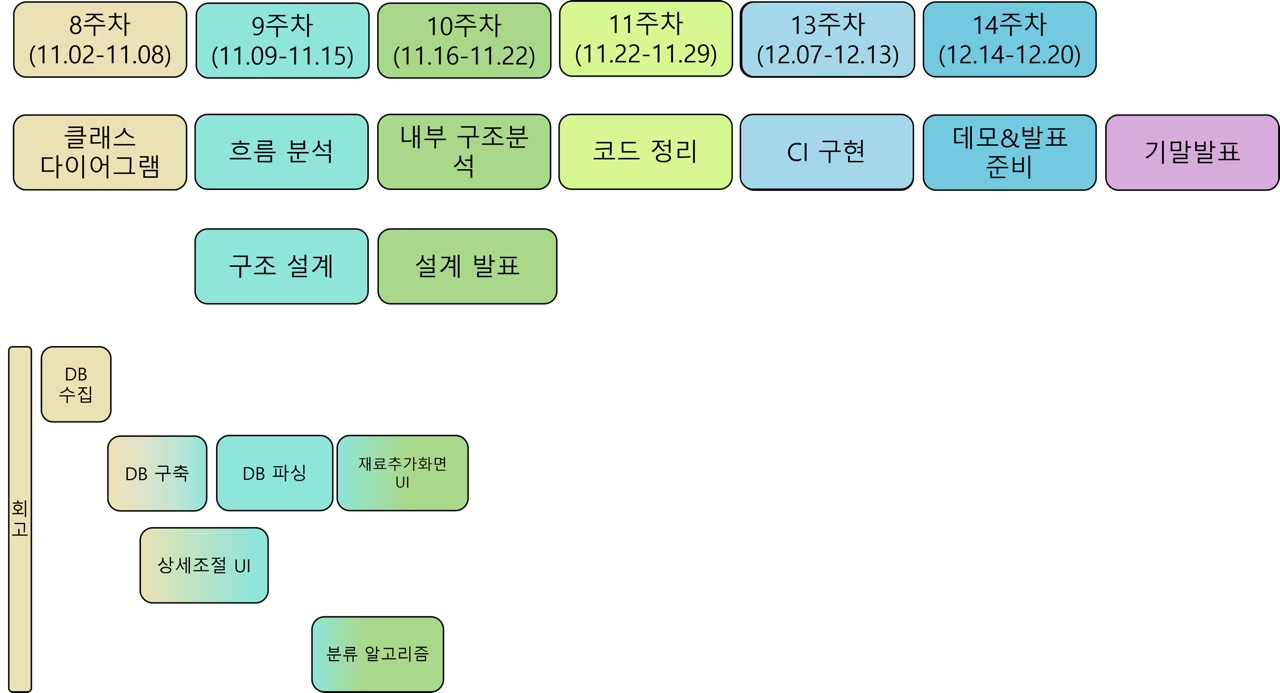 8주차
(11.02-11.08)
9주차
(11.09-11.15)
10주차
(11.16-11.22)
11주차
(11.22-11.29)
13주차
(12.07-12.13)
14주차
(12.14-12.20)
클래스
다이어그램
흐름 분석
내부 구조분
석
코드 정리
CI 구현
데모&발표
준비
기말발표
구조 설계
설계 발표
회
고
DB
수집
DB 구축
DB 파싱
재료추가화면
UI
상세조절 UI
분류 알고리즘